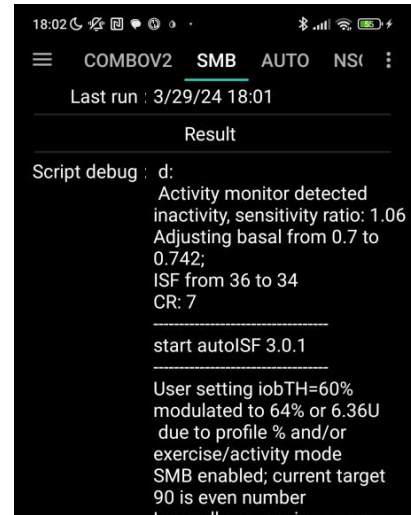 18:02
55
COMBOV2 SMB AUTO NS(
Last run : 3/29/24 18:01
Result
Script debug : d:
Activity monitor detected
inactivity, sensitivity ratio: 1.06
Adjusting basal from 0.7 to
0.742;
ISF from 36 to 34
CR: 7
----------------------------------
start autoISF 3.0.1
----------------------------------
User setting iobTH=60%
modulated to 64% or 6.36U
due to profile % and/or
exercise/activity mode
SMB enabled; current target
90 is even number